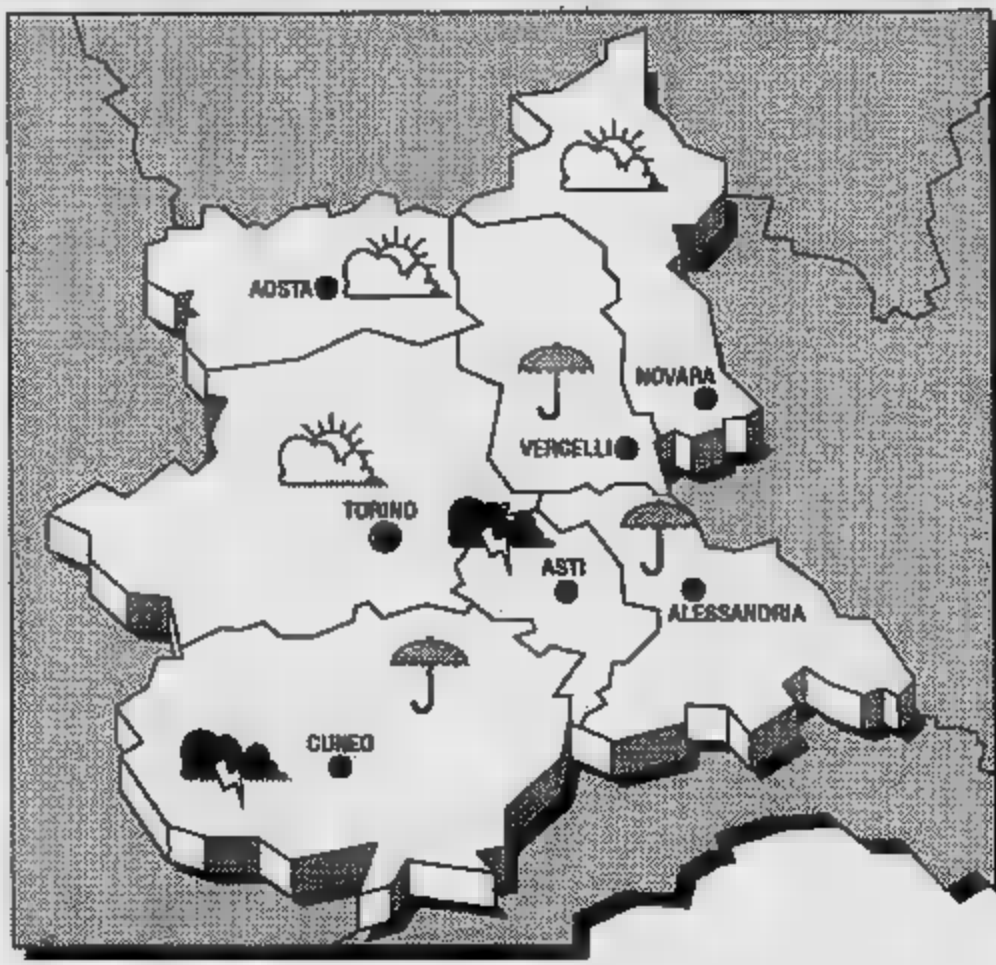 AOSTA
NOVARA
VERCELLI
TORINO
ASTI
ALESSANDRIA
CUNEO